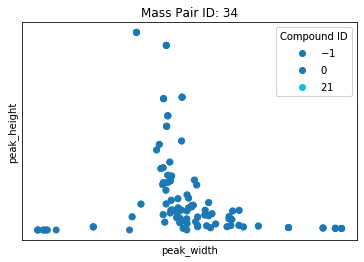 Mass Pair ID: 34
Compound ID
−1
0
21
peak_height
peak_width